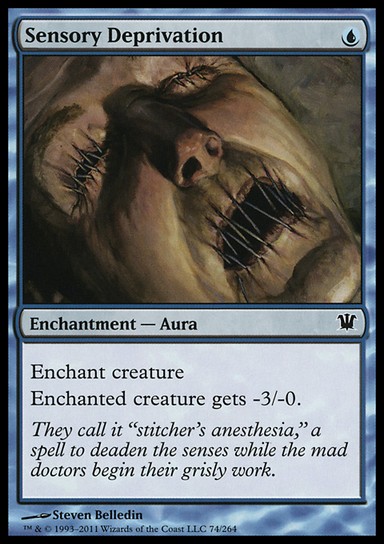 Sensory Deprivation
Enchantment — Aura
Enchant creature
Enchanted creature gets -3/-0.
They call it “stitcher’s anesthesia,” a
spell to deaden the senses while the mad
doctors begin their grisly work.
Steven Belledin
™ & © 1993–2011 Wizards of the Coast LLC 74/264